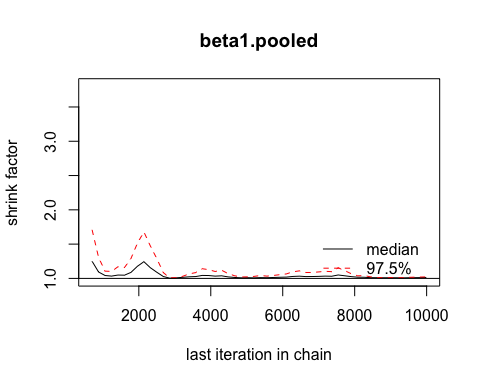 beta1.pooled
shrink factor
3.0
2.0
1.0
median
97.5%
2000 4000 6000 8000 10000
last iteration in chain